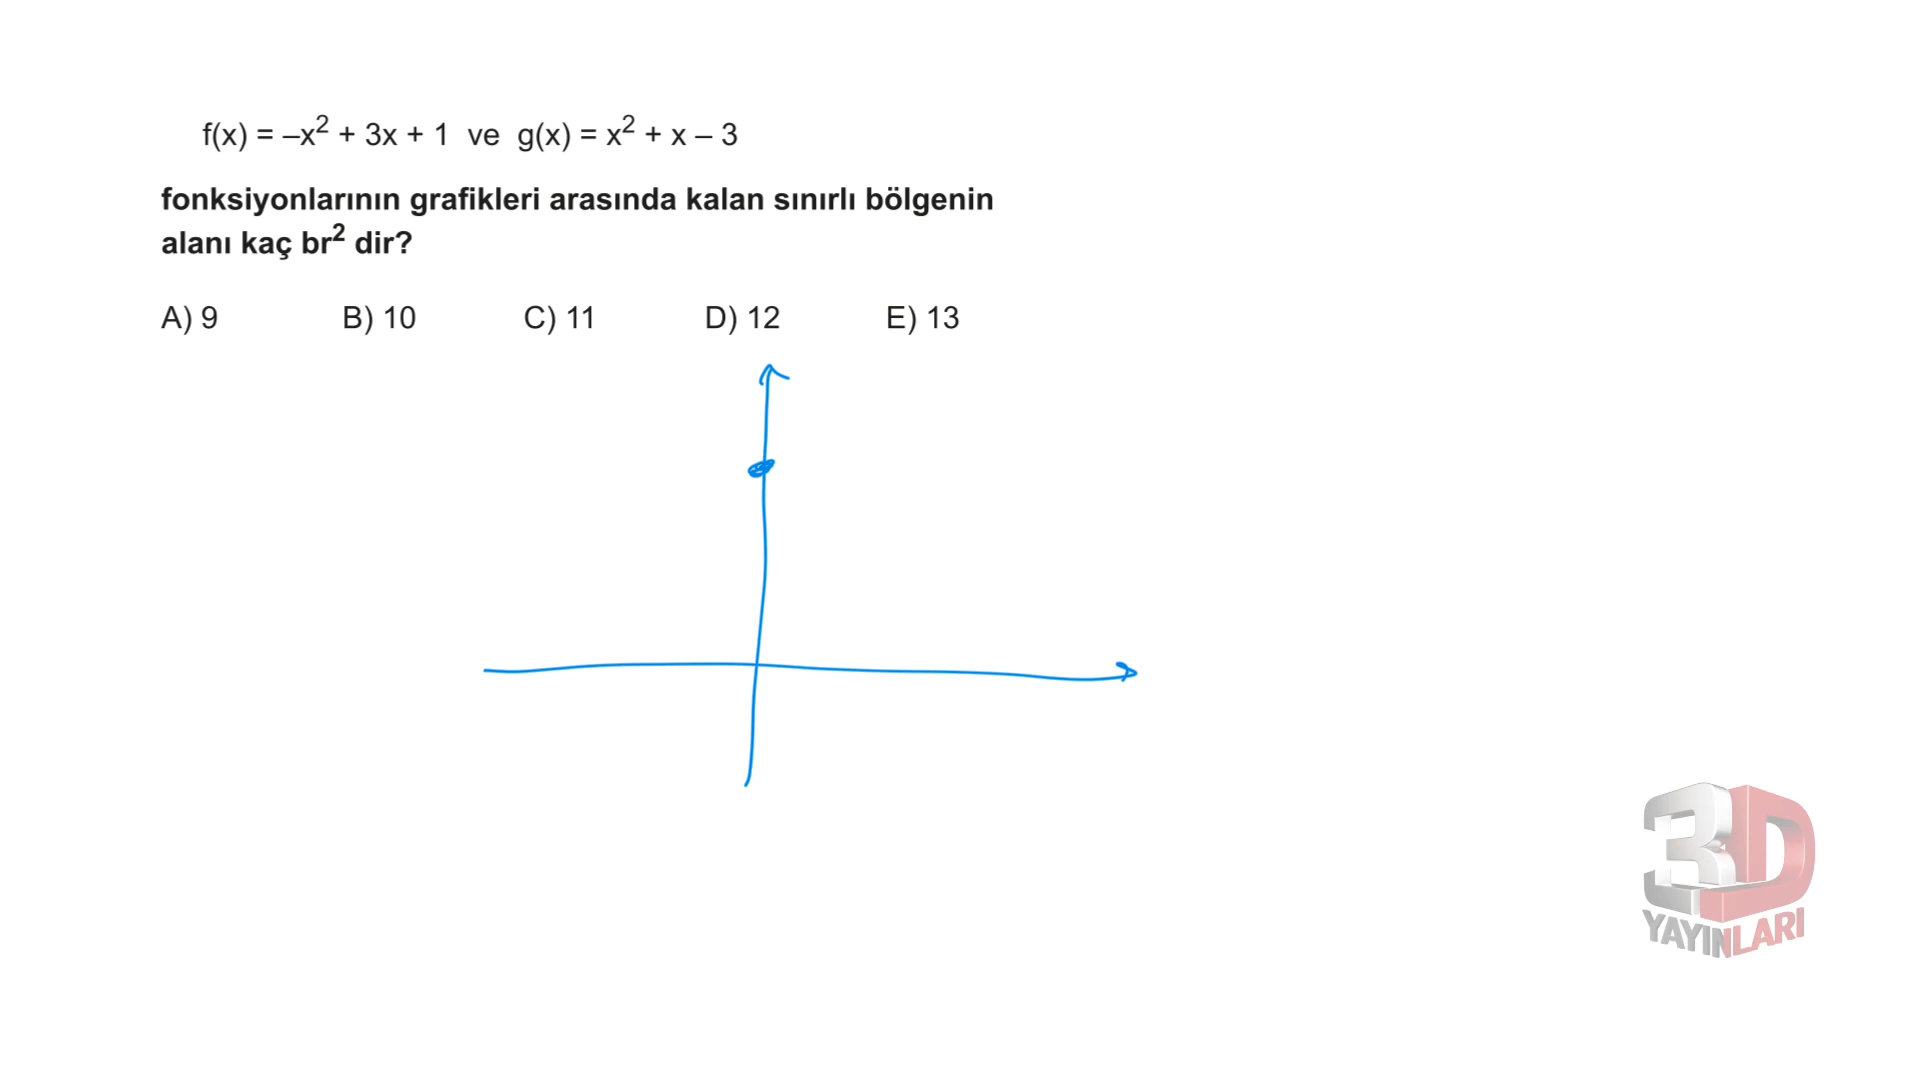 f(x) = –x² + 3x + 1 ve g(x) = x² + x – 3
fonksiyonlarının grafikleri arasında kalan sınırlı bölgenin
alanı kaç br² dir?
A) 9 B) 10 C) 11 D) 12 E) 13
3D
YAYINLARI